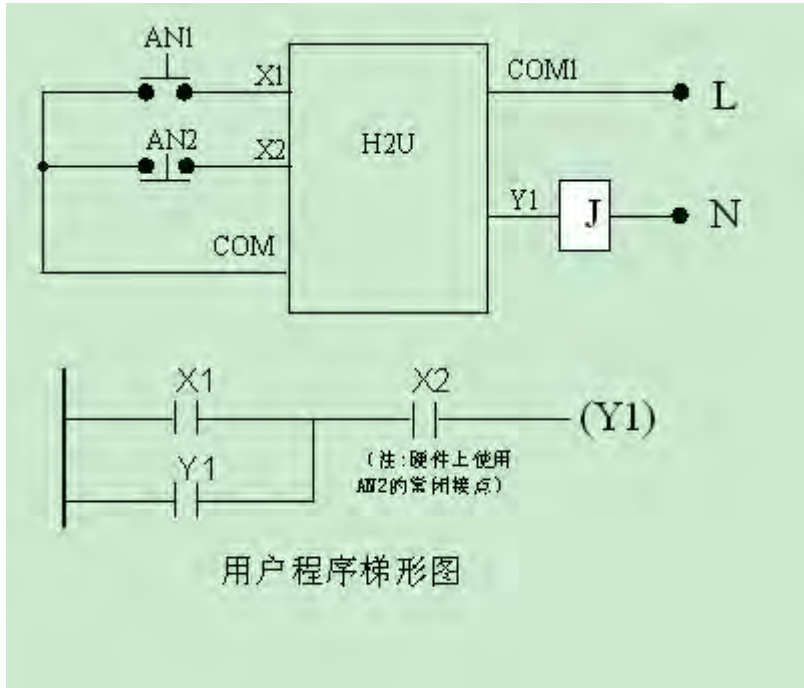 AN1
X1
COM1
L
AN2
X2
H2U
Y1
J
N
COM
X1
X2
(Y1)
Y1
(注:硬件上使用
AN2的常闭接点)
用户程序梯形图